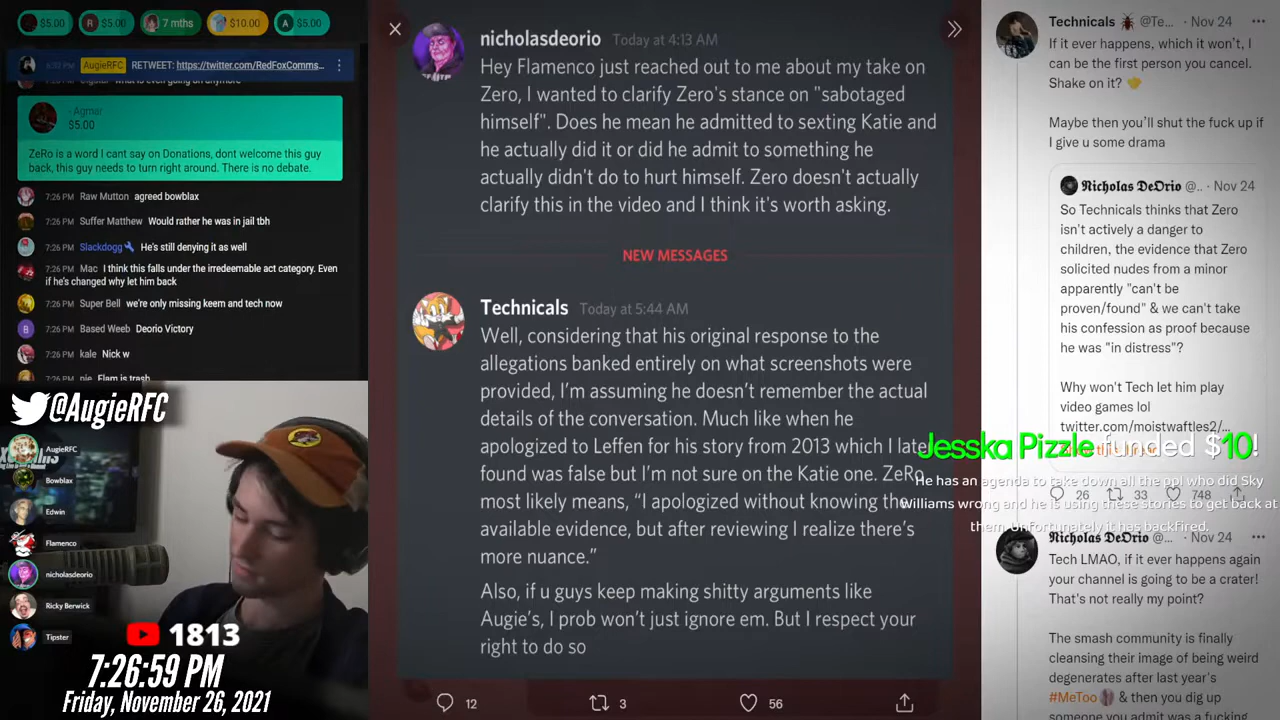 $5.00
R $5.00
7 mths
$10.00
A $5.00
AugieRFC RETWEET: https://twitter.com/RedFoxComms...
Agmar
$5.00
ZeRo is a word I cant say on Donations, dont welcome this guy
back, this guy needs to turn right around. There is no debate.
7:26 PM Raw Mutton agreed bowblax
7:26 PM Suffer Matthew Would rather he was in jail tbh
7:26 PM Slackdogg He's still denying it as well
7:26 PM Mac I think this falls under the irredeemable act category. Even
if he's changed why let him back
7:26 PM Super Bell we're only missing keem and tech now
B 7:26 PM Based Weeb Deorio Victory
7:26 PM kale Nick w
@AugieRFC
AugieRFC
Bowblax
Edwin
Flamenco
nicholasdeorio
Ricky Berwick
Tipster
1813
7:26:59 PM
Friday, November 26, 2021
nicholasdeorio Today at 4:13 AM
Hey Flamenco just reached out to me about my take on
Zero, I wanted to clarify Zero's stance on "sabotaged
himself". Does he mean he admitted to sexting Katie and
he actually did it or did he admit to something he
actually didn't do to hurt himself. Zero doesn't actually
clarify this in the video and I think it's worth asking.
NEW MESSAGES
Technicals Today at 5:44 AM
Well, considering that his original response to the
allegations banked entirely on what screenshots were
provided, I'm assuming he doesn't remember the actual
details of the conversation. Much like when he
apologized to Leffen for his story from 2013 which I late
found was false but I'm not sure on the Katie one. ZeRo
most likely means, "I apologized without knowing the
available evidence, but after reviewing I realize there's
more nuance."
Also, if u guys keep making shitty arguments like
Augie's, I prob won't just ignore em. But I respect your
right to do so
12
3
56
Technicals @Te... · Nov 24
If it ever happens, which it won't, I
can be the first person you cancel.
Shake on it?
Maybe then you'll shut the fuck up if
I give u some drama
Nicholas DeOrio @... · Nov 24
So Technicals thinks that Zero
isn't actively a danger to
children, the evidence that Zero
solicited nudes from a minor
apparently "can't be
proven/found" & we can't take
his confession as proof because
he was "in distress"?
Why won't Tech let him play
video games lol
twitter.com/moistwaftles2/...
Jesska Pizzle funded $10!
He has an agenda to take down all the ppl who did Sky
Williams wrong and he is using these stories to get back at
them. Unfortunately it has backfired.
26
33
748
Nicholas DeOrio @... · Nov 24
Tech LMAO, if it ever happens again
your channel is going to be a crater!
That's not really my point?
The smash community is finally
cleansing their image of being weird
degenerates after last year's
#MeToo & then you dig up
someone you admit was a fucking